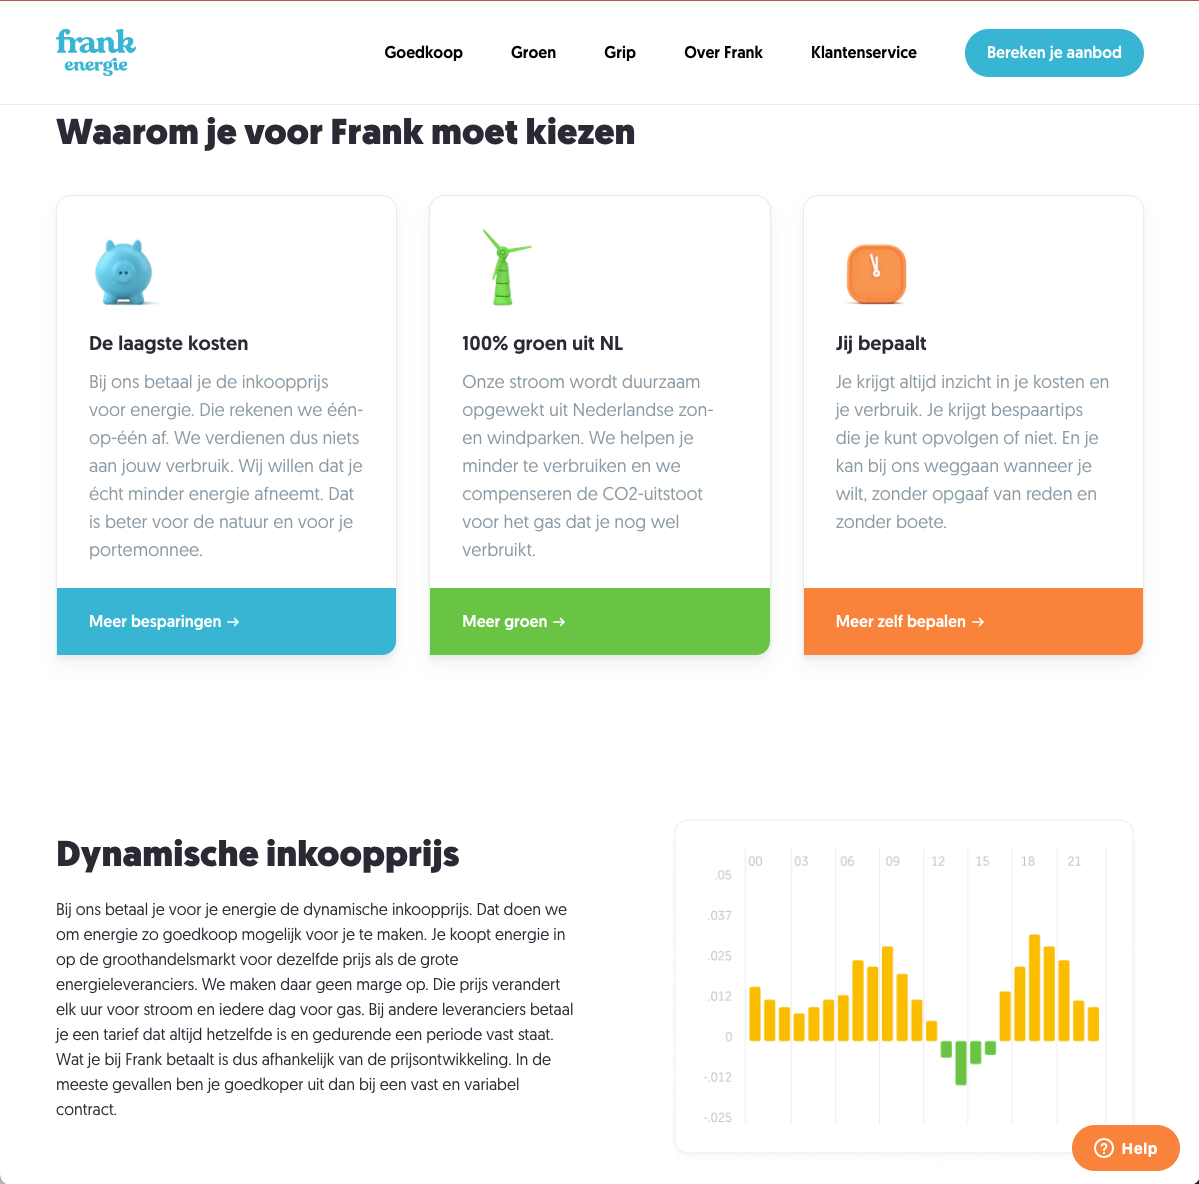 frank
energie
Goedkoop
Groen
Grip
Over Frank
Klantenservice
Bereken je aanbod
Waarom je voor Frank moet kiezen
De laagste kosten
Bij ons betaal je de inkoopprijs
voor energie. Die rekenen we één-
op-één af. We verdienen dus niets
aan jouw verbruik. Wij willen dat je
écht minder energie afneemt. Dat
is beter voor de natuur en voor je
portemonnee.
Meer besparingen →
100% groen uit NL
Onze stroom wordt duurzaam
opgewekt uit Nederlandse zon-
en windparken. We helpen je
minder te verbruiken en we
compenseren de CO2-uitstoot
voor het gas dat je nog wel
verbruikt.
Meer groen →
Jij bepaalt
Je krijgt altijd inzicht in je kosten en
je verbruik. Je krijgt bespaartips
die je kunt opvolgen of niet. En je
kan bij ons weggaan wanneer je
wilt, zonder opgaaf van reden en
zonder boete.
Meer zelf bepalen →
Dynamische inkoopprijs
Bij ons betaal je voor je energie de dynamische inkoopprijs. Dat doen we
om energie zo goedkoop mogelijk voor je te maken. Je koopt energie in
op de groothandelsmarkt voor dezelfde prijs als de grote
energieleveranciers. We maken daar geen marge op. Die prijs verandert
elk uur voor stroom en iedere dag voor gas. Bij andere leveranciers betaal
je een tarief dat altijd hetzelfde is en gedurende een periode vast staat.
Wat je bij Frank betaalt is dus afhankelijk van de prijsontwikkeling. In de
meeste gevallen ben je goedkoper uit dan bij een vast en variabel
contract.
00 03 06 09 12 15 18 21
.05
.037
.025
.012
0
-.012
-.025
Help